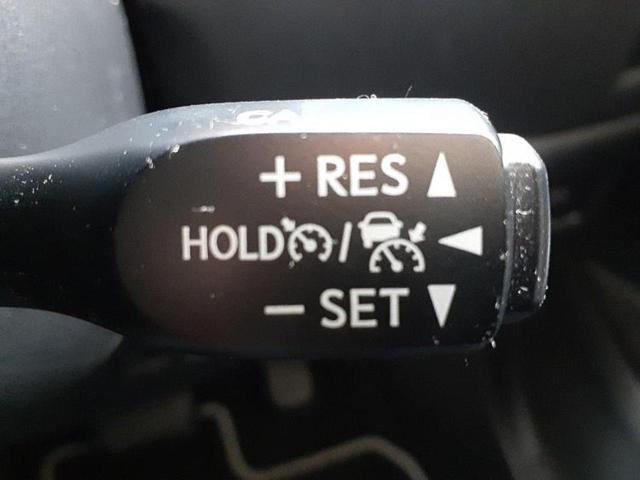 + RES
HOLD /
− SET